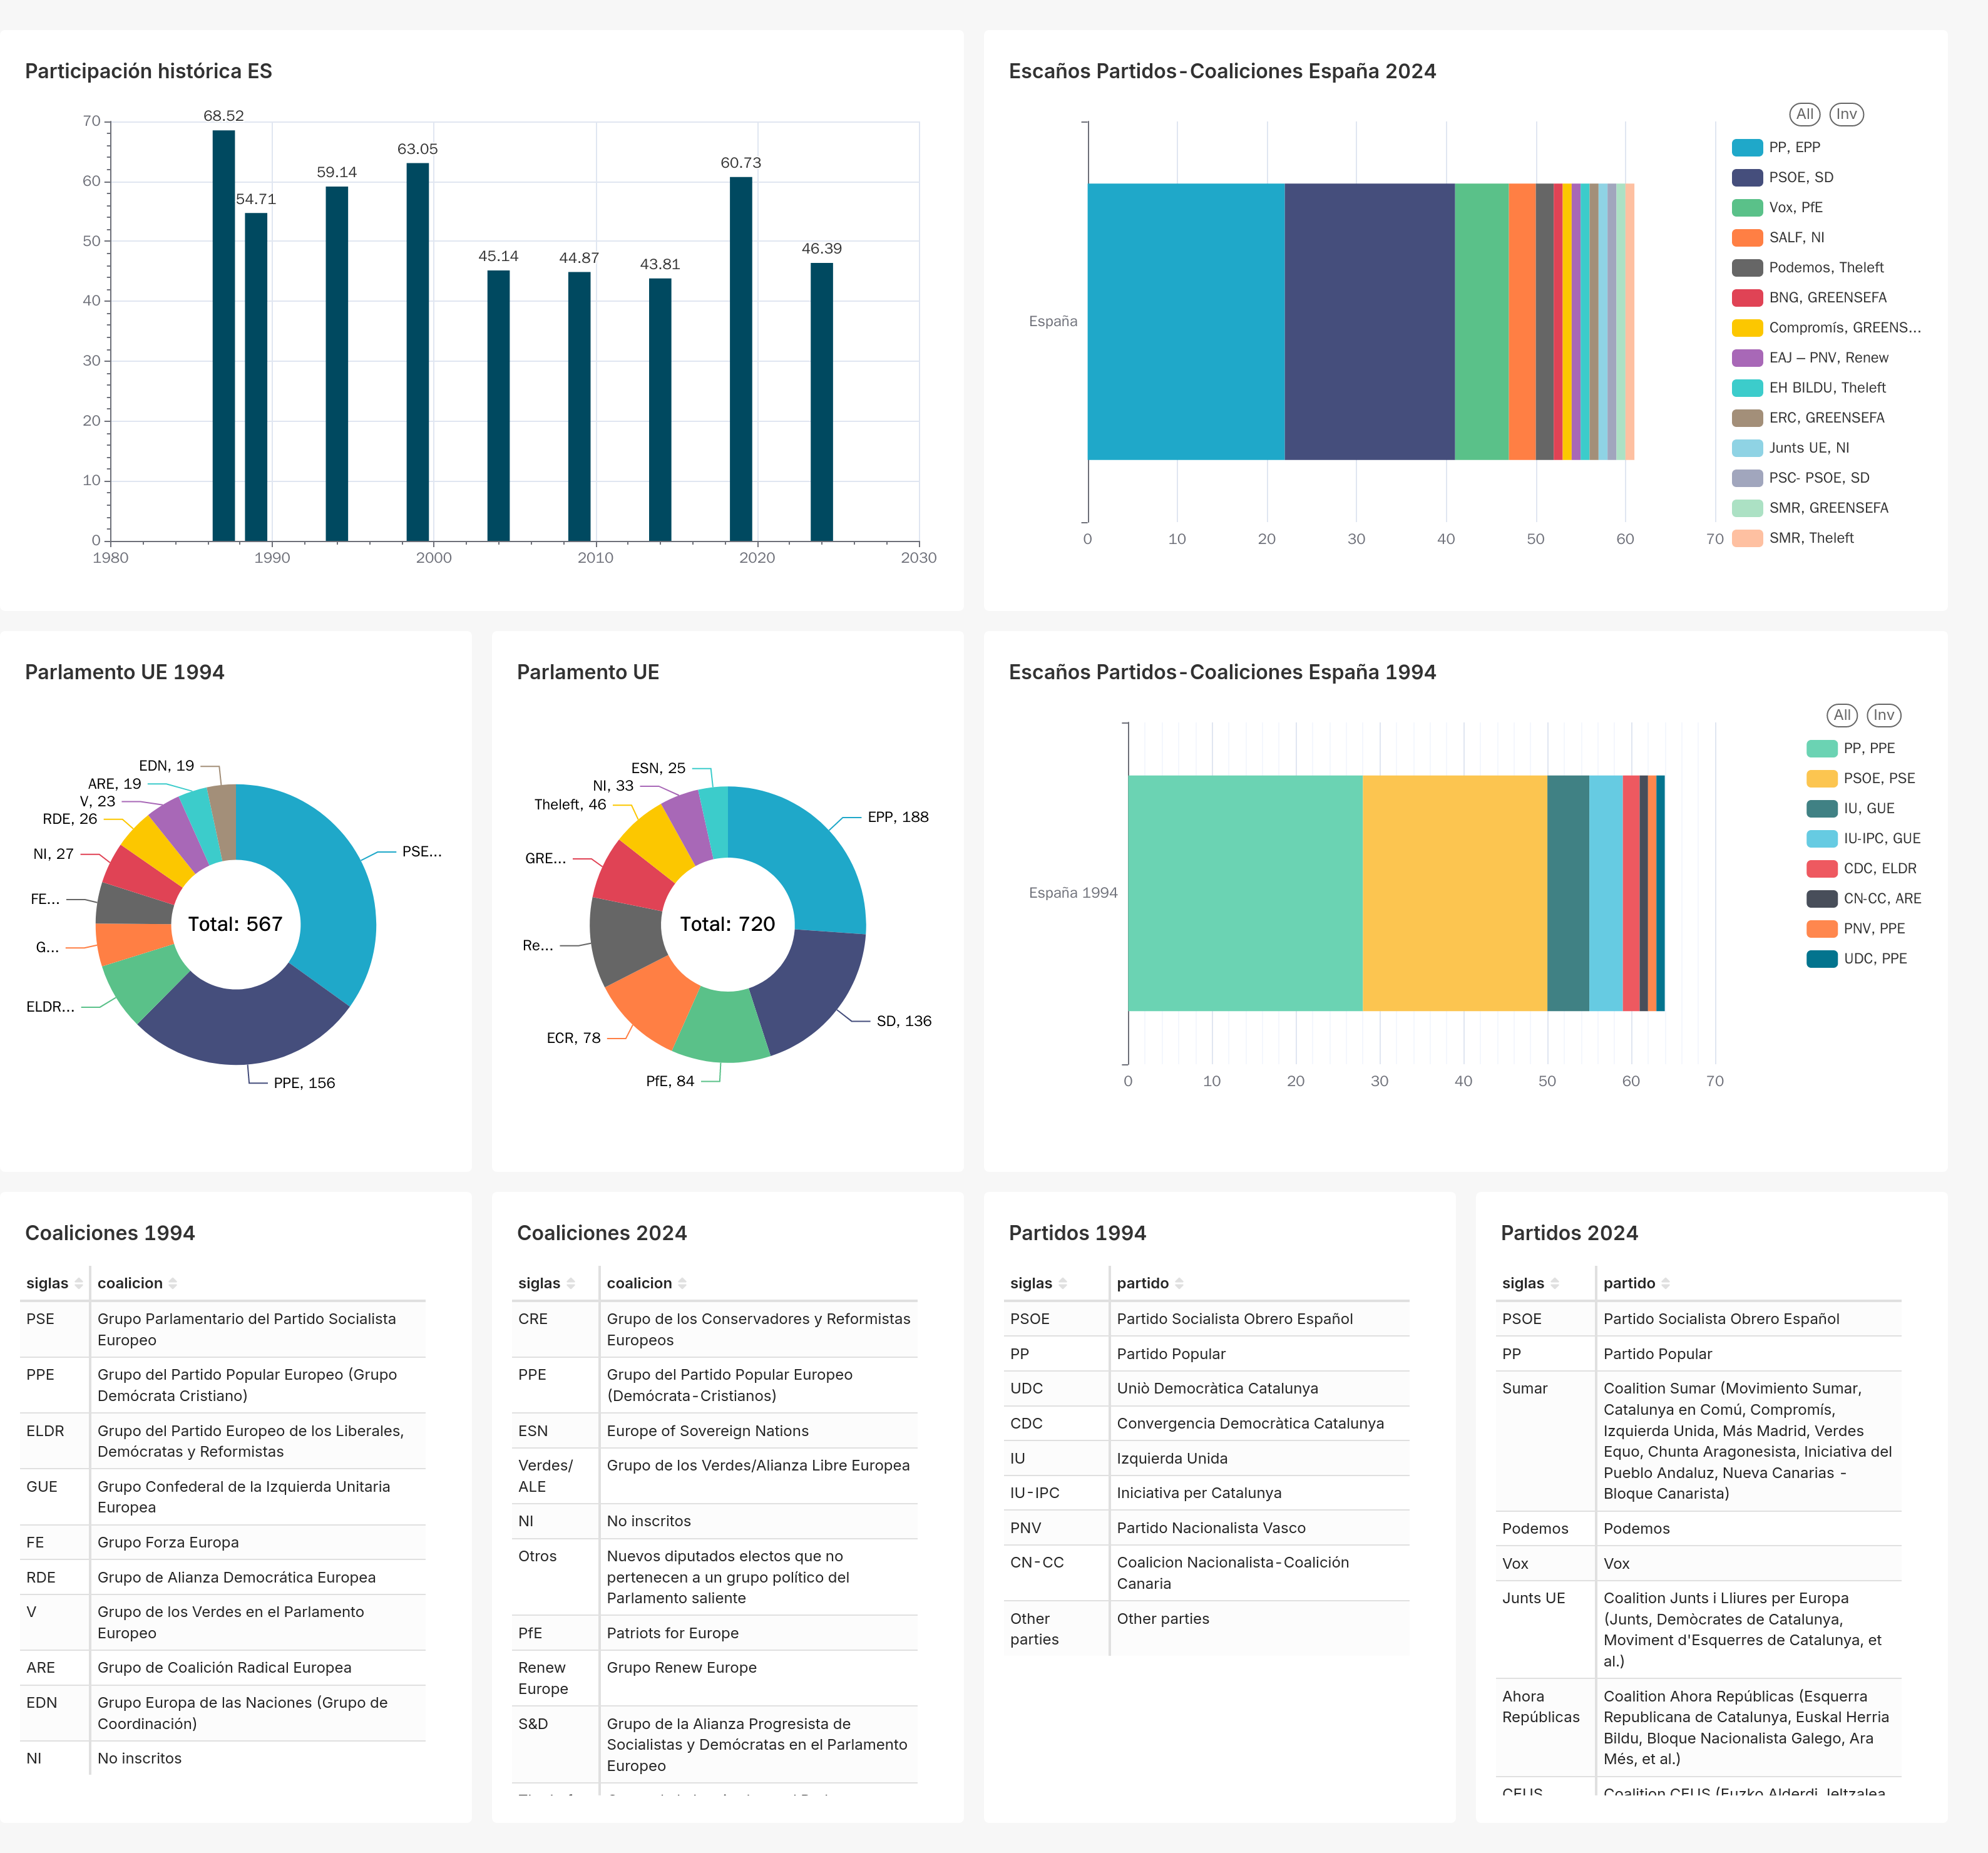 Participación histórica ES
70
60
50
40
30
20
10
0
68.52
54.71
59.14
63.05
45.14
44.87
43.81
60.73
46.39
1980
1990
2000
2010
2020
2030
Escaños Partidos-Coaliciones España 2024
España
0
10
20
30
40
50
60
70
All
Inv
PP, EPP
PSOE, SD
Vox, PfE
SALF, NI
Podemos, Theleft
BNG, GREENSEFA
Compromís, GREENS...
EAJ – PNV, Renew
EH BILDU, Theleft
ERC, GREENSEFA
Junts UE, NI
PSC- PSOE, SD
SMR, GREENSEFA
SMR, Theleft
Parlamento UE 1994
EDN, 19
ARE, 19
V, 23
RDE, 26
NI, 27
FE...
G...
ELDR...
PPE, 156
PSE...
Total: 567
Parlamento UE
ESN, 25
NI, 33
Theleft, 46
GRE...
Re...
ECR, 78
PfE, 84
SD, 136
EPP, 188
Total: 720
Escaños Partidos-Coaliciones España 1994
España 1994
0
10
20
30
40
50
60
70
All
Inv
PP, PPE
PSOE, PSE
IU, GUE
IU-IPC, GUE
CDC, ELDR
CN-CC, ARE
PNV, PPE
UDC, PPE
Coaliciones 1994
siglas coalicion
PSE Grupo Parlamentario del Partido Socialista
Europeo
PPE Grupo del Partido Popular Europeo (Grupo
Demócrata Cristiano)
ELDR Grupo del Partido Europeo de los Liberales,
Demócratas y Reformistas
GUE Grupo Confederal de la Izquierda Unitaria
Europea
FE Grupo Forza Europa
RDE Grupo de Alianza Democrática Europea
V Grupo de los Verdes en el Parlamento
Europeo
ARE Grupo de Coalición Radical Europea
EDN Grupo Europa de las Naciones (Grupo de
Coordinación)
NI No inscritos
Coaliciones 2024
siglas coalicion
CRE Grupo de los Conservadores y Reformistas
Europeos
PPE Grupo del Partido Popular Europeo
(Demócrata-Cristianos)
ESN Europe of Sovereign Nations
Verdes/ Grupo de los Verdes/Alianza Libre Europea
ALE
NI No inscritos
Otros Nuevos diputados electos que no
pertenecen a un grupo político del
Parlamento saliente
PfE Patriots for Europe
Renew Grupo Renew Europe
Europe
S&D Grupo de la Alianza Progresista de
Socialistas y Demócratas en el Parlamento
Europeo
Partidos 1994
siglas partido
PSOE Partido Socialista Obrero Español
PP Partido Popular
UDC Uniò Democràtica Catalunya
CDC Convergencia Democràtica Catalunya
IU Izquierda Unida
IU-IPC Iniciativa per Catalunya
PNV Partido Nacionalista Vasco
CN-CC Coalicion Nacionalista-Coalición
Canaria
Other Other parties
parties
Partidos 2024
siglas partido
PSOE Partido Socialista Obrero Español
PP Partido Popular
Sumar Coalition Sumar (Movimiento Sumar,
Catalunya en Comú, Compromís,
Izquierda Unida, Más Madrid, Verdes
Equo, Chunta Aragonesista, Iniciativa del
Pueblo Andaluz, Nueva Canarias -
Bloque Canarista)
Podemos Podemos
Vox Vox
Junts UE Coalition Junts i Lliures per Europa
(Junts, Demòcrates de Catalunya,
Moviment d'Esquerres de Catalunya, et
al.)
Ahora Coalition Ahora Repúblicas (Esquerra
Repúblicas Republicana de Catalunya, Euskal Herria
Bildu, Bloque Nacionalista Galego, Ara
Més, et al.)
CEUS Coalition CEUS (Euzko Alderdi Jeltzalea